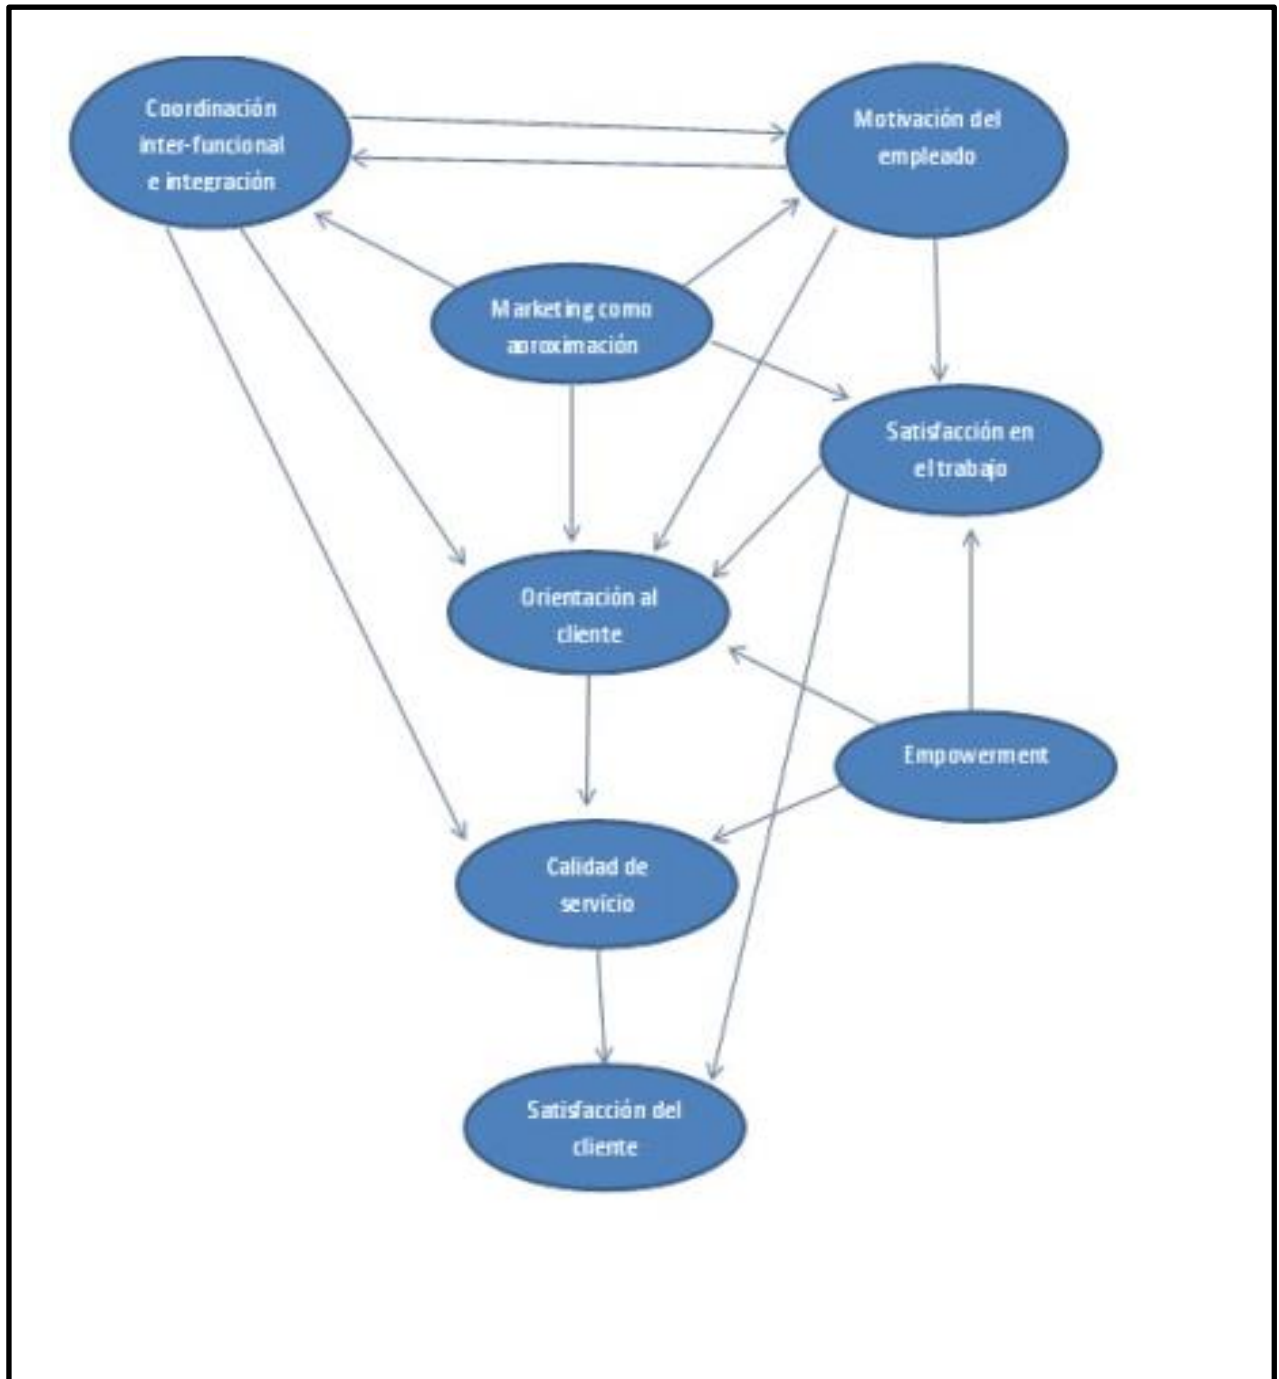 Coordinación
inter-funcional
e integración
Motivación del
empleado
Marketing como
aproximación
Satisfacción en
el trabajo
Orientación al
cliente
Empowerment
Calidad de
servicio
Satisfacción del
cliente